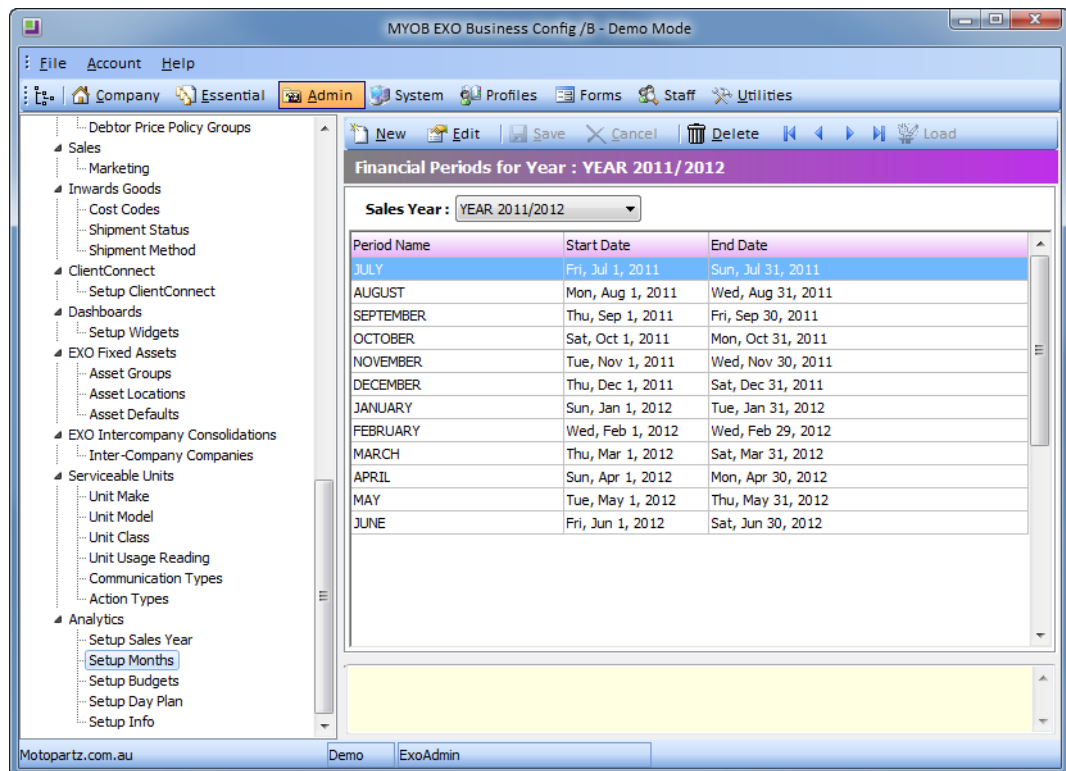 MYOB EXO Business Config /B - Demo Mode
File Account Help
Company Essential Admin System Profiles Forms Staff Utilities
Debtor Price Policy Groups
Sales
Marketing
Inwards Goods
Cost Codes
Shipment Status
Shipment Method
ClientConnect
Setup ClientConnect
Dashboards
Setup Widgets
EXO Fixed Assets
Asset Groups
Asset Locations
Asset Defaults
EXO Intercompany Consolidations
Inter-Company Companies
Serviceable Units
Unit Make
Unit Model
Unit Class
Unit Usage Reading
Communication Types
Action Types
Analytics
Setup Sales Year
Setup Months
Setup Budgets
Setup Day Plan
Setup Info
New Edit Save Cancel Delete Load
Financial Periods for Year : YEAR 2011/2012
Sales Year : YEAR 2011/2012
Period Name Start Date End Date
JULY Fri, Jul 1, 2011 Sun, Jul 31, 2011
AUGUST Mon, Aug 1, 2011 Wed, Aug 31, 2011
SEPTEMBER Thu, Sep 1, 2011 Fri, Sep 30, 2011
OCTOBER Sat, Oct 1, 2011 Mon, Oct 31, 2011
NOVEMBER Tue, Nov 1, 2011 Wed, Nov 30, 2011
DECEMBER Thu, Dec 1, 2011 Sat, Dec 31, 2011
JANUARY Sun, Jan 1, 2012 Tue, Jan 31, 2012
FEBRUARY Wed, Feb 1, 2012 Wed, Feb 29, 2012
MARCH Thu, Mar 1, 2012 Sat, Mar 31, 2012
APRIL Sun, Apr 1, 2012 Mon, Apr 30, 2012
MAY Tue, May 1, 2012 Thu, May 31, 2012
JUNE Fri, Jun 1, 2012 Sat, Jun 30, 2012
Motopartz.com.au Demo ExoAdmin